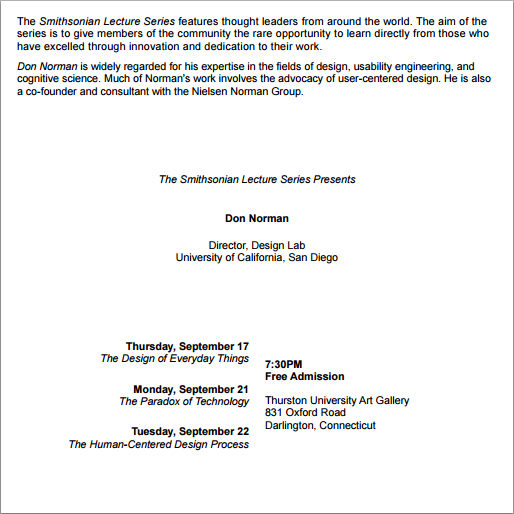 The Smithsonian Lecture Series features thought leaders from around the world. The aim of the
series is to give members of the community the rare opportunity to learn directly from those who
have excelled through innovation and dedication to their work.
Don Norman is widely regarded for his expertise in the fields of design, usability engineering, and
cognitive science. Much of Norman's work involves the advocacy of user-centered design. He is also
a co-founder and consultant with the Nielsen Norman Group.
The Smithsonian Lecture Series Presents
Don Norman
Director, Design Lab
University of California, San Diego
Thursday, September 17
The Design of Everyday Things
Monday, September 21
The Paradox of Technology
Tuesday, September 22
The Human-Centered Design Process
7:30PM
Free Admission
Thurston University Art Gallery
831 Oxford Road
Darlington, Connecticut